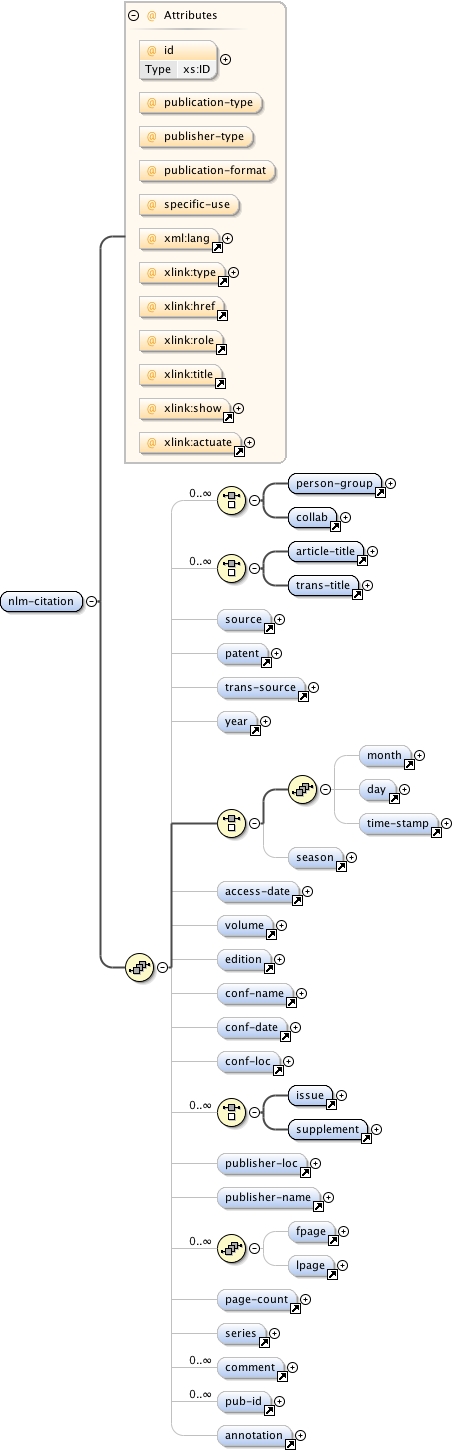 Attributes
@ id
Type xs:ID
@ publication-type
@ publisher-type
@ publication-format
@ specific-use
@ xml:lang
@ xlink:type
@ xlink:href
@ xlink:role
@ xlink:title
@ xlink:show
@ xlink:actuate
0..∞
person-group
collab
0..∞
article-title
trans-title
nlm-citation
source
patent
trans-source
year
month
day
time-stamp
season
access-date
volume
edition
conf-name
conf-date
conf-loc
0..∞
issue
supplement
publisher-loc
publisher-name
0..∞
fpage
lpage
page-count
series
0..∞ comment
0..∞ pub-id
annotation